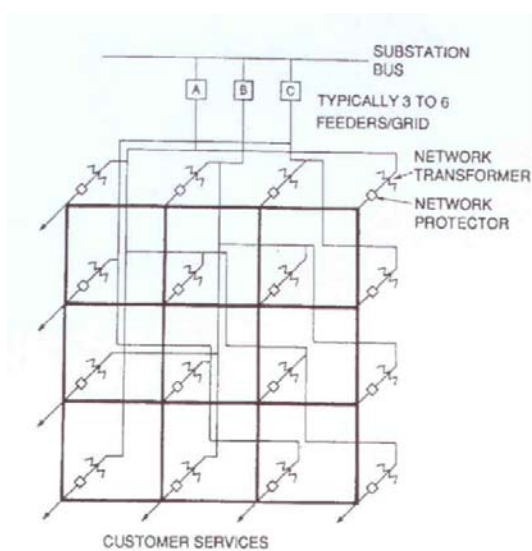 SUBSTATION
BUS
A
B
C
TYPICALLY 3 TO 6
FEEDERS/GRID
NETWORK
TRANSFORMER
NETWORK
PROTECTOR
CUSTOMER SERVICES